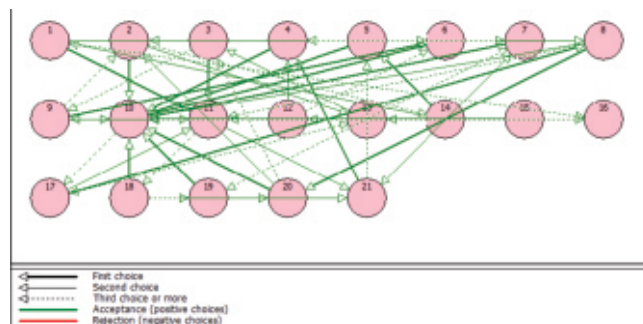 1 2 3 4 5 6 7 8
9 10 11 12 13 14 15 16
17 18 19 20 21
First choice
Second choice
Third choice or more
Acceptance (positive choices)
Rejection (negative choices)